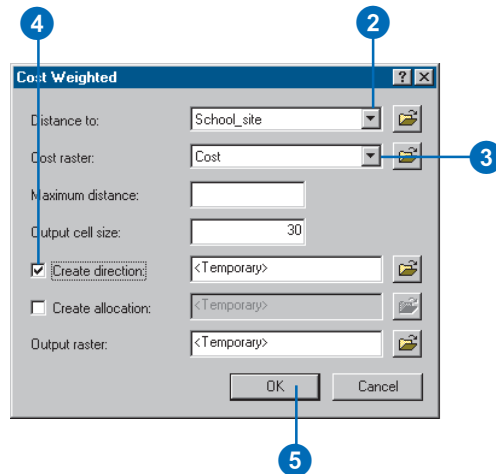 4
2
Cost Weighted
Distance to: School_site
Cost raster: Cost
3
Maximum distance:
Output cell size: 30
Create direction: <Temporary>
Create allocation: <Temporary>
Output raster: <Temporary>
OK Cancel
5